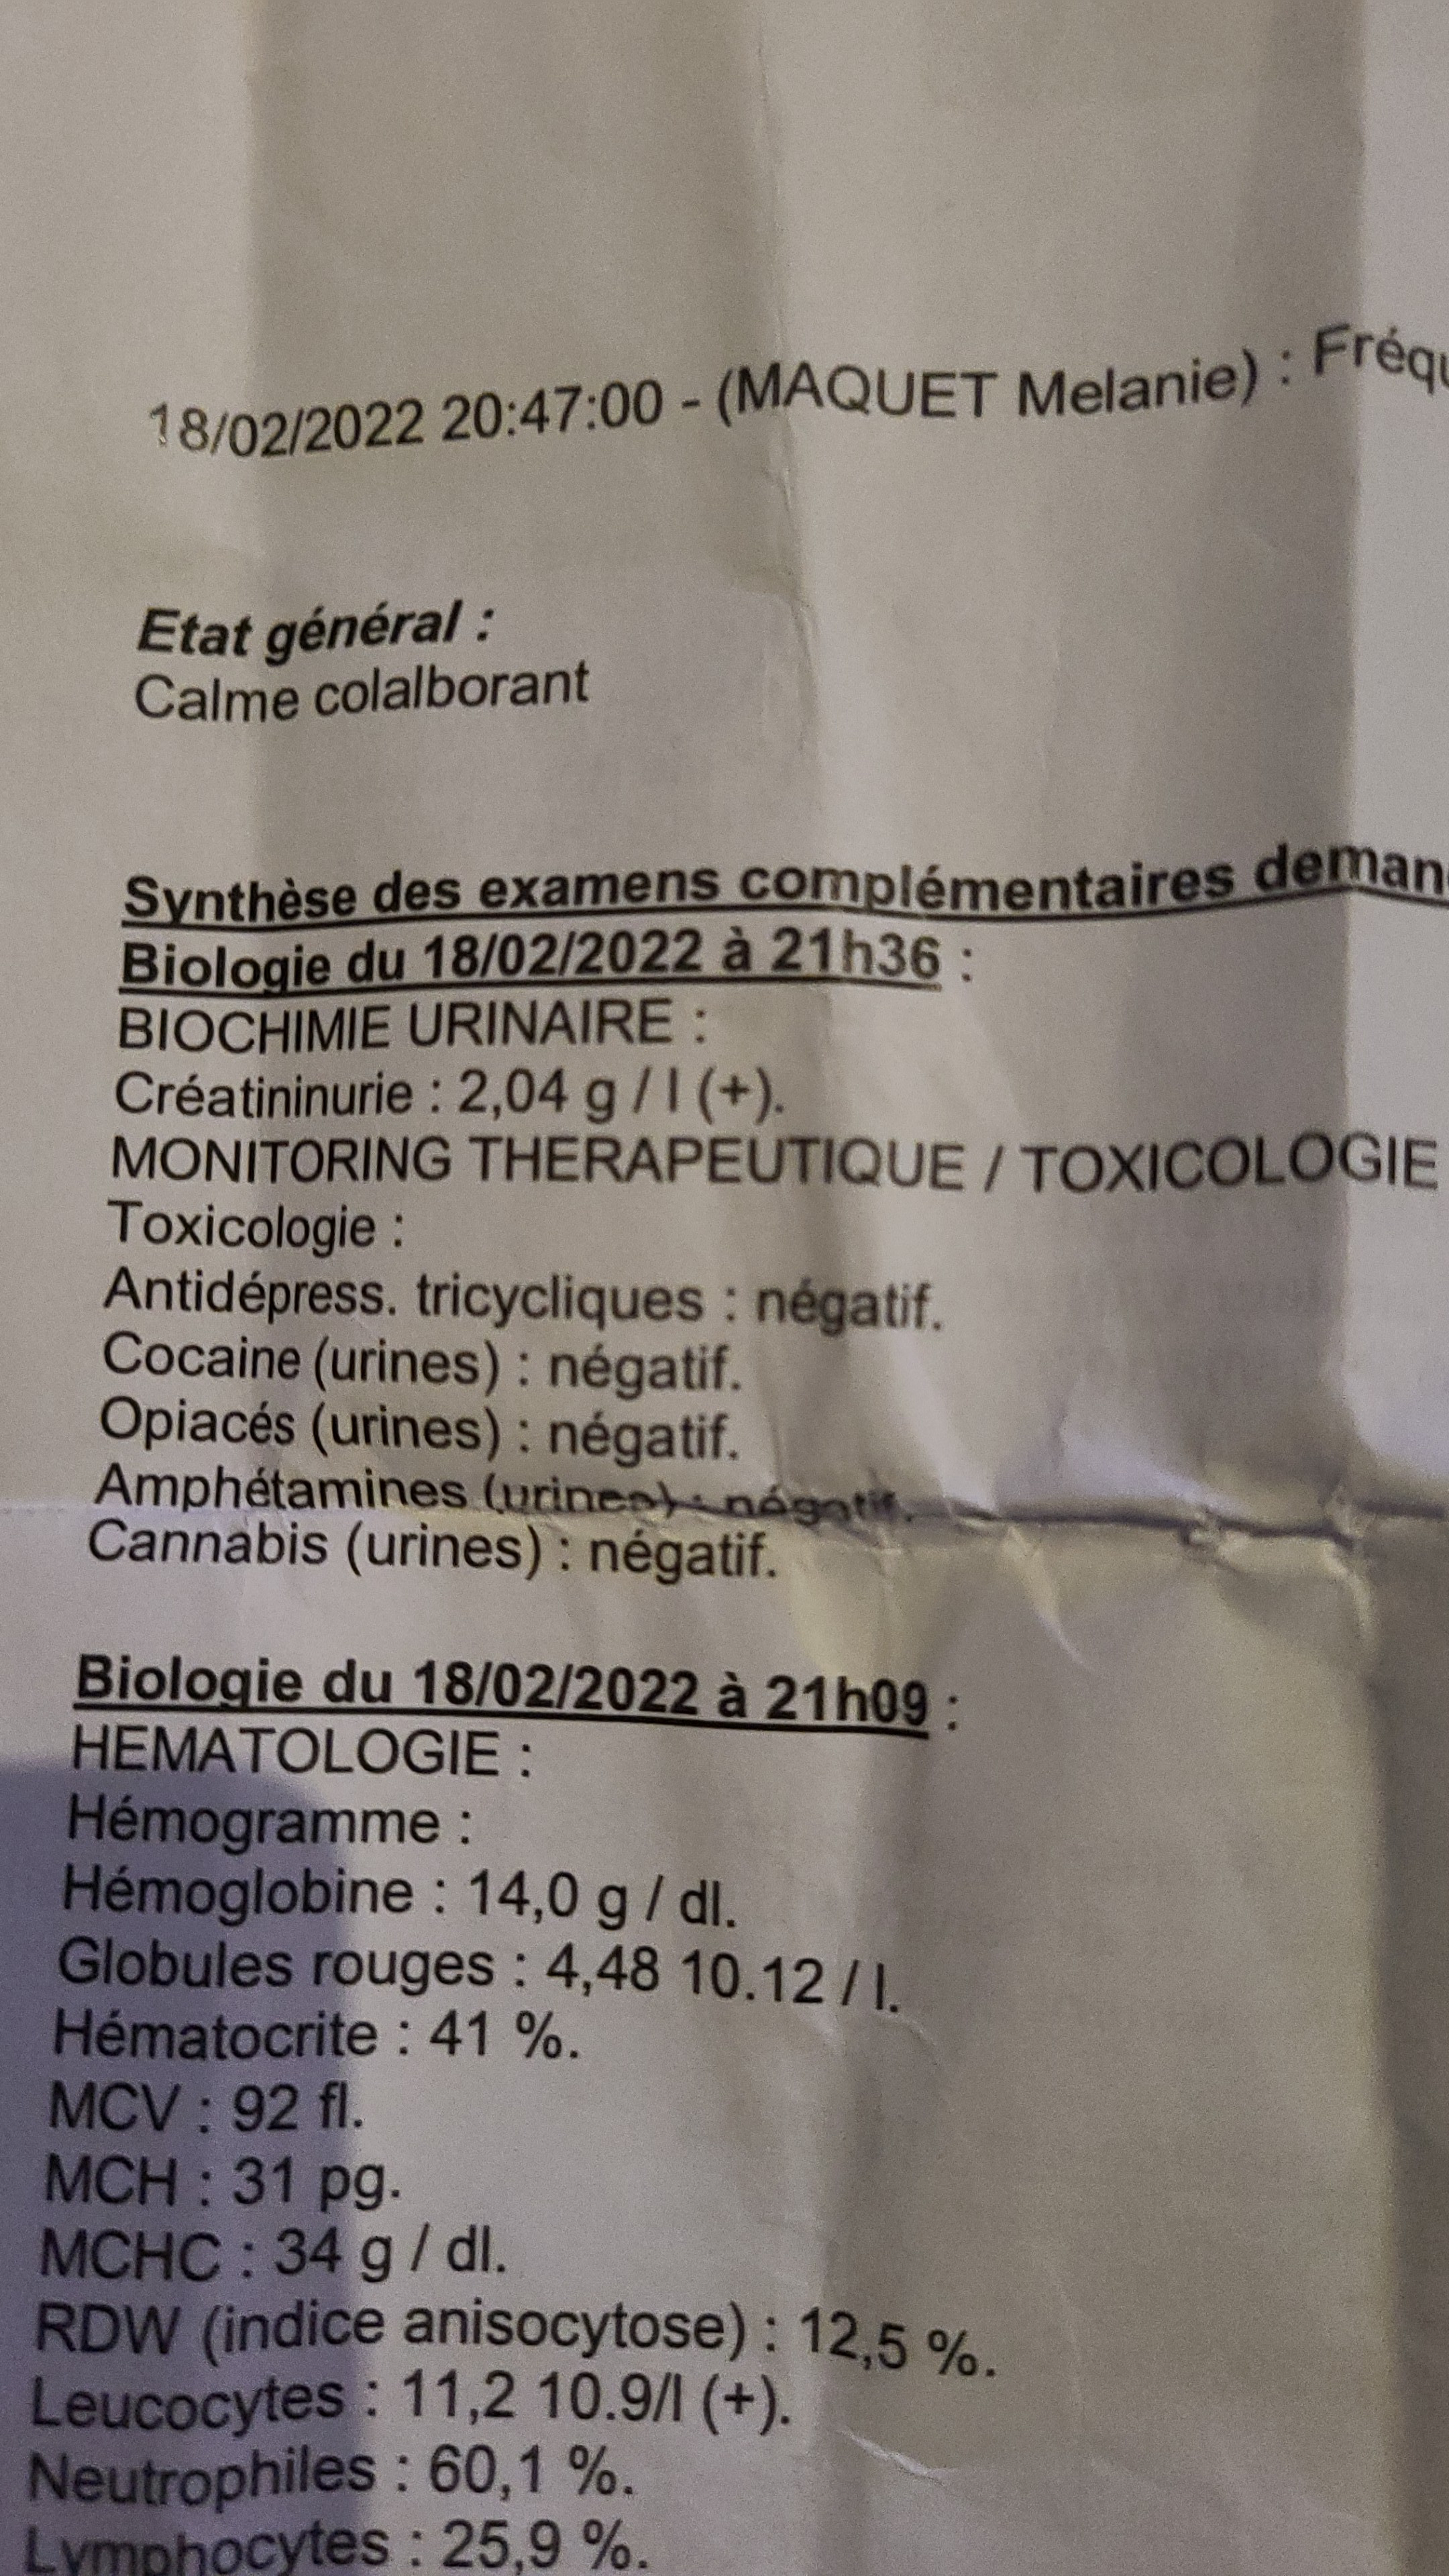 18/02/2022 20:47:00 - (MAQUET Melanie) : Fréqu
Etat général :
Calme colalborant
Synthèse des examens complémentaires deman
Biologie du 18/02/2022 à 21h36 :
BIOCHIMIE URINAIRE :
Créatininurie : 2,04 g / l (+).
MONITORING THERAPEUTIQUE / TOXICOLOGIE
Toxicologie :
Antidépress. tricycliques : négatif.
Cocaine (urines) : négatif.
Opiacés (urines) : négatif.
Amphétamines (urines) : négatif.
Cannabis (urines) : négatif.
Biologie du 18/02/2022 à 21h09 :
HEMATOLOGIE :
Hémogramme :
Hémoglobine : 14,0 g / dl.
Globules rouges : 4,48 10.12 / l.
Hématocrite : 41 %.
MCV : 92 fl.
MCH : 31 pg.
MCHC : 34 g / dl.
RDW (indice anisocytose) : 12,5 %.
Leucocytes : 11,2 10.9/l (+).
Neutrophiles : 60,1 %.
Lymphocytes : 25,9 %.